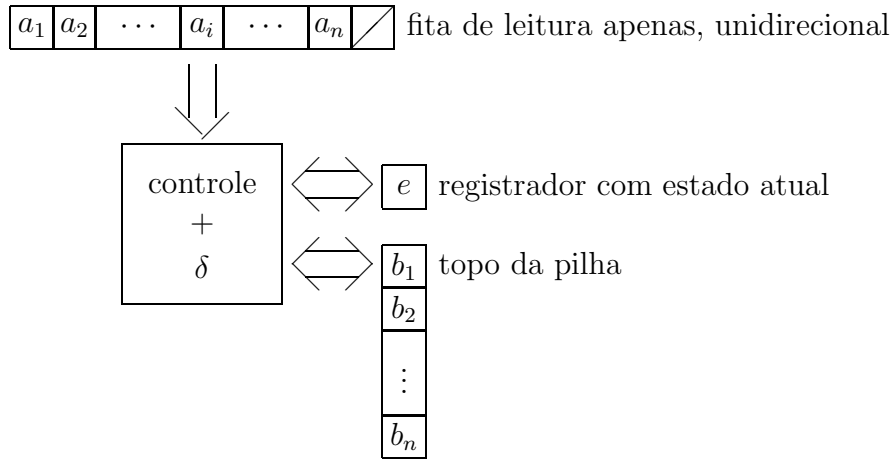 a₁ a₂ ⋯ aᵢ ⋯ aₙ fita de leitura apenas, unidirecional
controle
+
δ
e registrador com estado atual
b₁ topo da pilha
b₂
⋮
bₙ